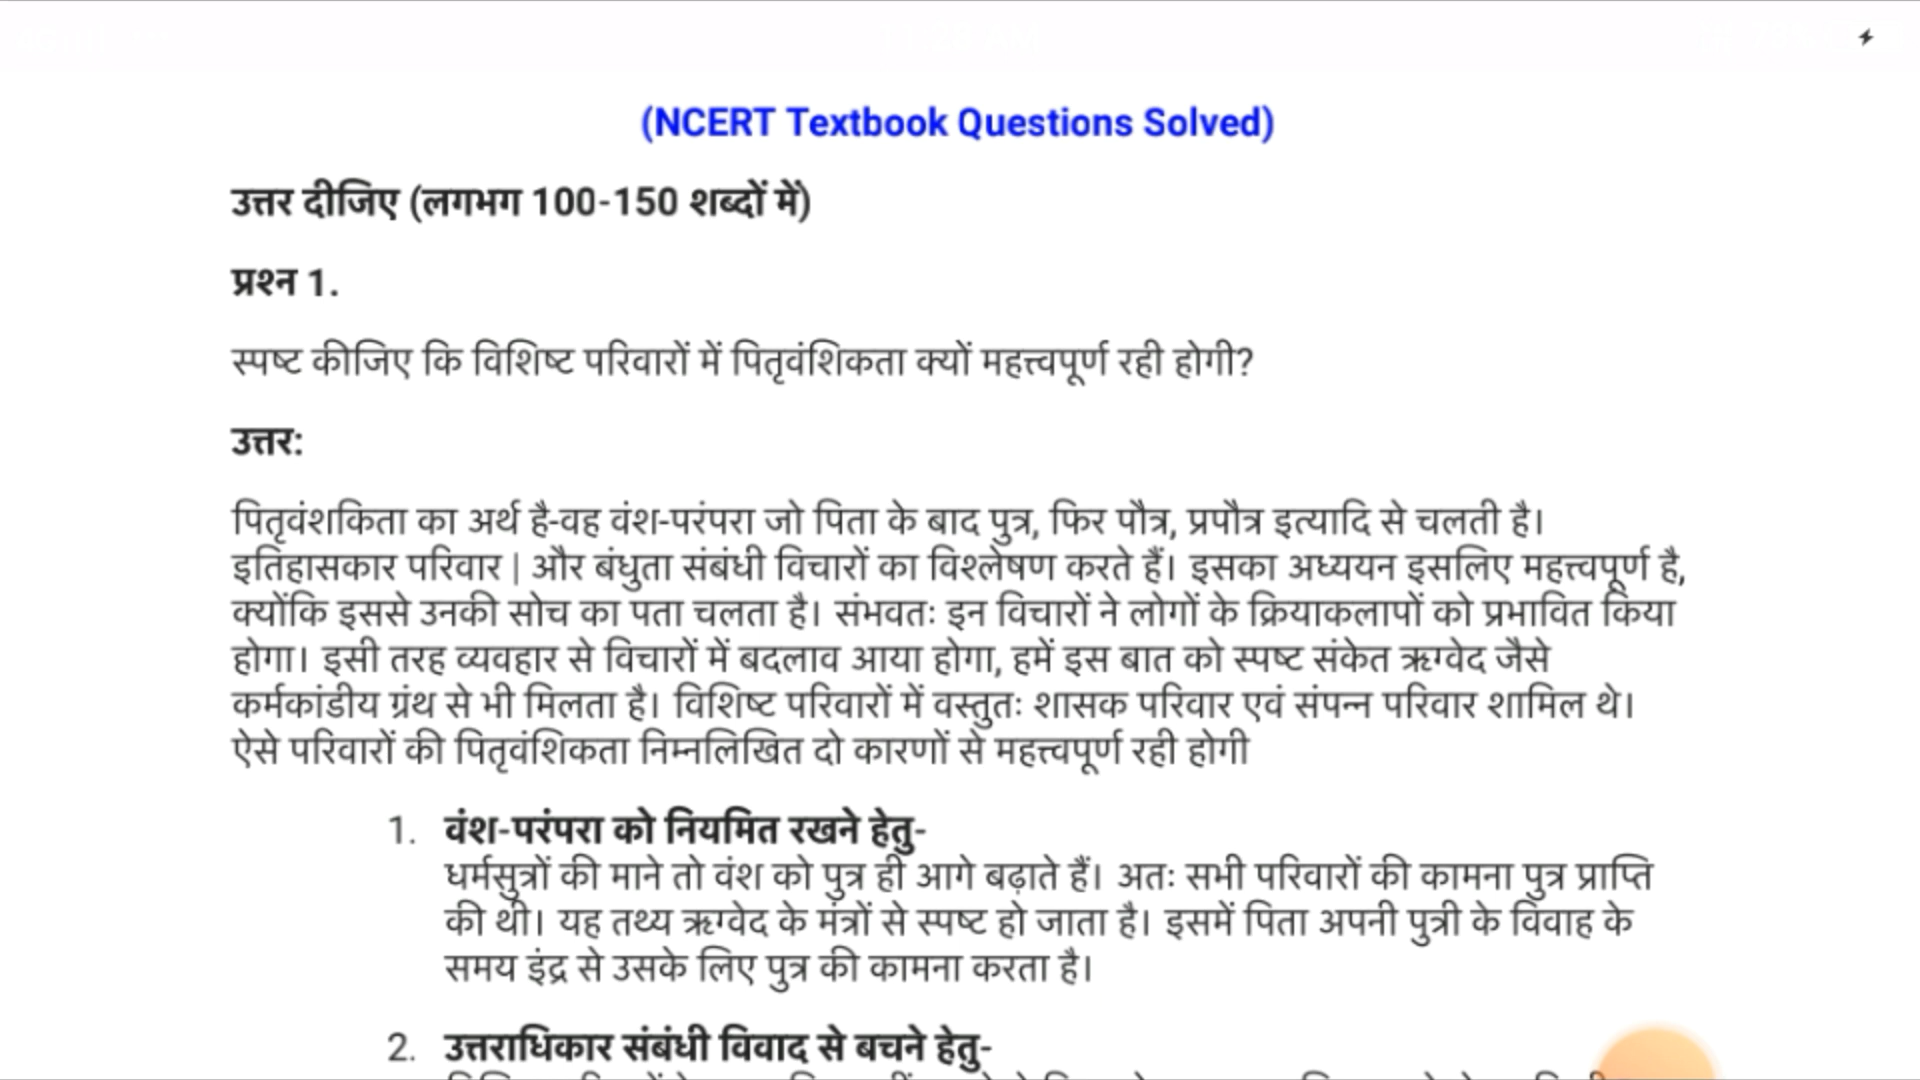 (NCERT Textbook Questions Solved)
उत्तर दीजिए (लगभग 100-150 शब्दों में)
प्रश्न 1.
स्पष्ट कीजिए कि विशिष्ट परिवारों में पितृवंशिकता क्यों महत्त्वपूर्ण रही होगी?
उत्तर:
पितृवंशकिता का अर्थ है-वह वंश-परंपरा जो पिता के बाद पुत्र, फिर पौत्र, प्रपौत्र इत्यादि से चलती है।
इतिहासकार परिवार | और बंधुता संबंधी विचारों का विश्लेषण करते हैं। इसका अध्ययन इसलिए महत्त्वपूर्ण है,
क्योंकि इससे उनकी सोच का पता चलता है। संभवतः इन विचारों ने लोगों के क्रियाकलापों को प्रभावित किया
होगा। इसी तरह व्यवहार से विचारों में बदलाव आया होगा, हमें इस बात को स्पष्ट संकेत ऋग्वेद जैसे
कर्मकांडीय ग्रंथ से भी मिलता है। विशिष्ट परिवारों में वस्तुतः शासक परिवार एवं संपन्न परिवार शामिल थे।
ऐसे परिवारों की पितृवंशिकता निम्नलिखित दो कारणों से महत्त्वपूर्ण रही होगी
1. वंश-परंपरा को नियमित रखने हेतु-
धर्मसुत्रों की माने तो वंश को पुत्र ही आगे बढ़ाते हैं। अतः सभी परिवारों की कामना पुत्र प्राप्ति
की थी। यह तथ्य ऋग्वेद के मंत्रों से स्पष्ट हो जाता है। इसमें पिता अपनी पुत्री के विवाह के
समय इंद्र से उसके लिए पुत्र की कामना करता है।
2. उत्तराधिकार संबंधी विवाद से बचने हेतु-